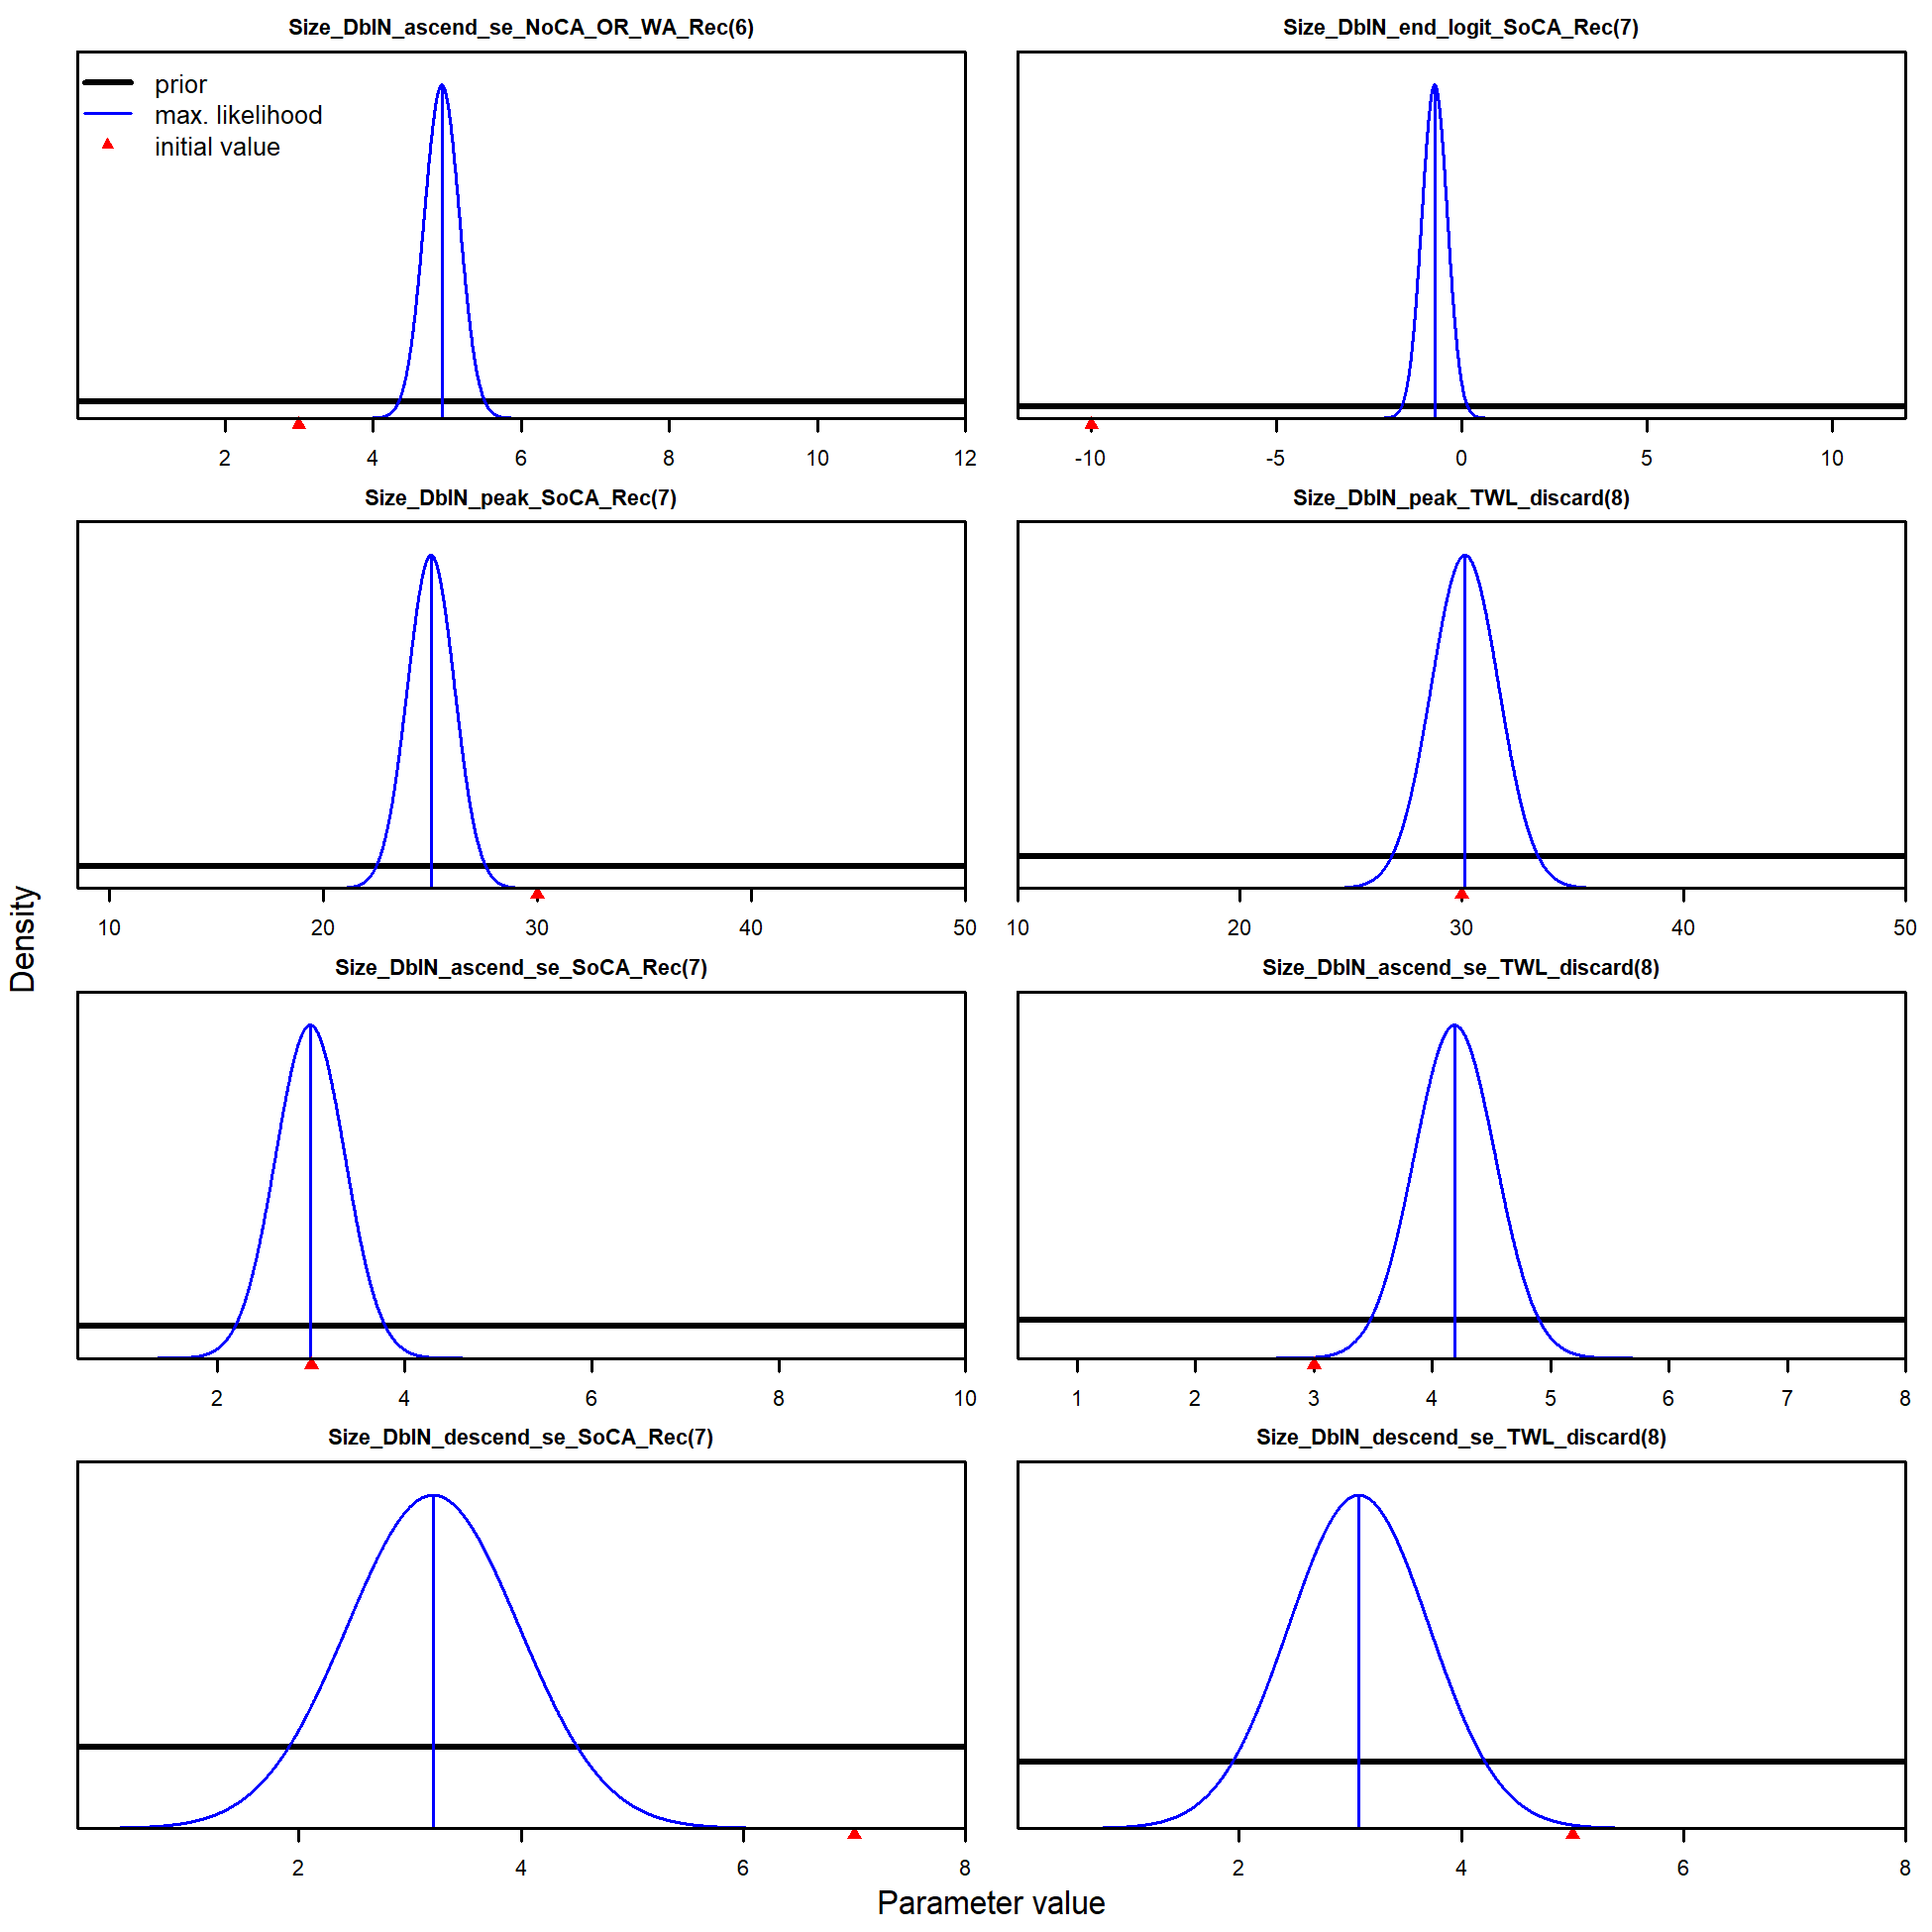 Size_DblN_ascend_se_NoCA_OR_WA_Rec(6)
prior
max. likelihood
initial value
2 4 6 8 10 12
Size_DblN_end_logit_SoCA_Rec(7)
-10 -5 0 5 10
Size_DblN_peak_SoCA_Rec(7)
10 20 30 40 50
Size_DblN_peak_TWL_discard(8)
10 20 30 40 50
Size_DblN_ascend_se_SoCA_Rec(7)
2 4 6 8 10
Size_DblN_ascend_se_TWL_discard(8)
1 2 3 4 5 6 7 8
Size_DblN_descend_se_SoCA_Rec(7)
2 4 6 8
Size_DblN_descend_se_TWL_discard(8)
2 4 6 8
Density
Parameter value